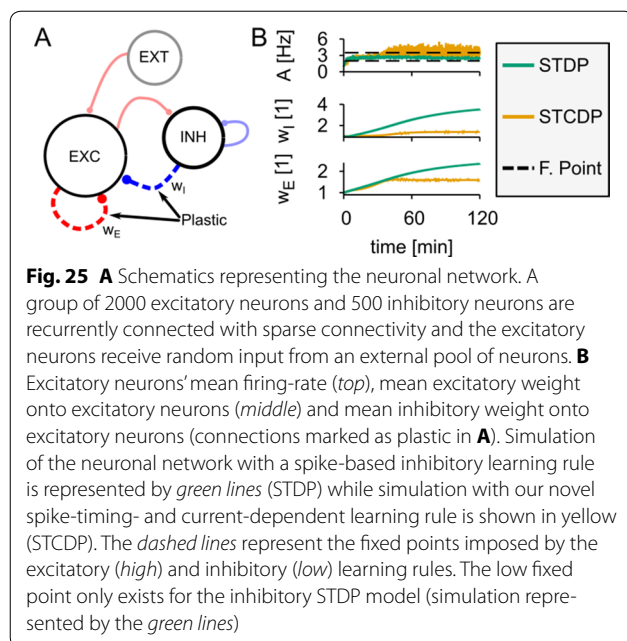 A
EXT
EXC
INH
w_I
w_E
Plastic
B
A [Hz]
6
3
0
w_I [1]
4
2
w_E [1]
2
1
0
60
120
time [min]
STDP
STCDP
F. Point
Fig. 25 A Schematics representing the neuronal network. A
group of 2000 excitatory neurons and 500 inhibitory neurons are
recurrently connected with sparse connectivity and the excitatory
neurons receive random input from an external pool of neurons. B
Excitatory neurons' mean firing-rate (top), mean excitatory weight
onto excitatory neurons (middle) and mean inhibitory weight onto
excitatory neurons (connections marked as plastic in A). Simulation
of the neuronal network with a spike-based inhibitory learning rule
is represented by green lines (STDP) while simulation with our novel
spike-timing- and current-dependent learning rule is shown in yellow
(STCDP). The dashed lines represent the fixed points imposed by the
excitatory (high) and inhibitory (low) learning rules. The low fixed
point only exists for the inhibitory STDP model (simulation repre-
sented by the green lines)